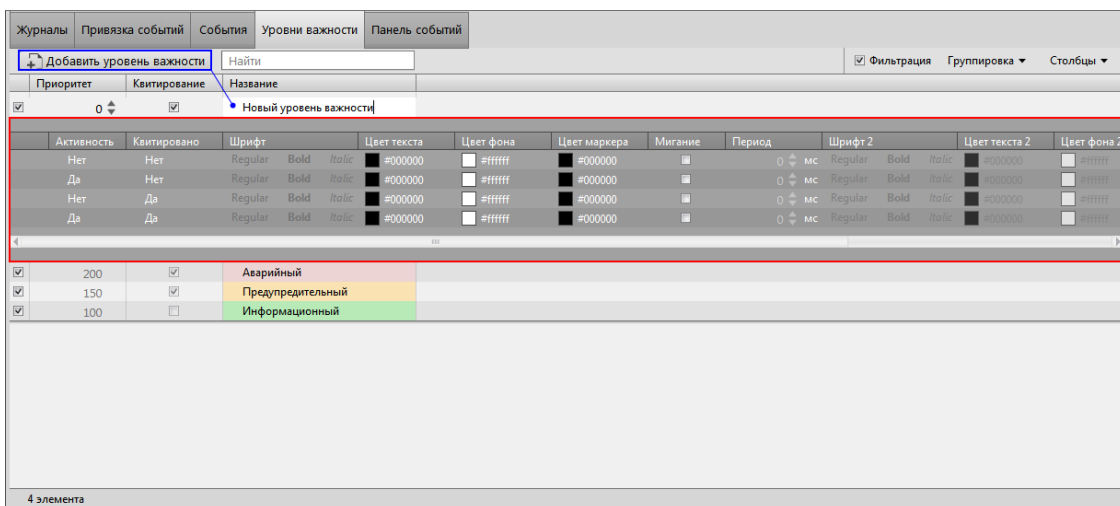 Журналы Привязка событий События Уровни важности Панель событий
Добавить уровень важности Найти Фильтрация Группировка Столбцы
Приоритет Квитирование Название
0 Новый уровень важности
Активность Квитировано Шрифт Цвет текста Цвет фона Цвет маркера Мигание Период Шрифт 2 Цвет текста 2 Цвет фона 2
Нет Нет Regular Bold Italic #000000 #ffffff #000000 0 мс Regular Bold Italic #000000 #ffffff
Да Нет Regular Bold Italic #000000 #ffffff #000000 0 мс Regular Bold Italic #000000 #ffffff
Нет Да Regular Bold Italic #000000 #ffffff #000000 0 мс Regular Bold Italic #000000 #ffffff
Да Да Regular Bold Italic #000000 #ffffff #000000 0 мс Regular Bold Italic #000000 #ffffff
200 Аварийный
150 Предупредительный
100 Информационный
4 элемента